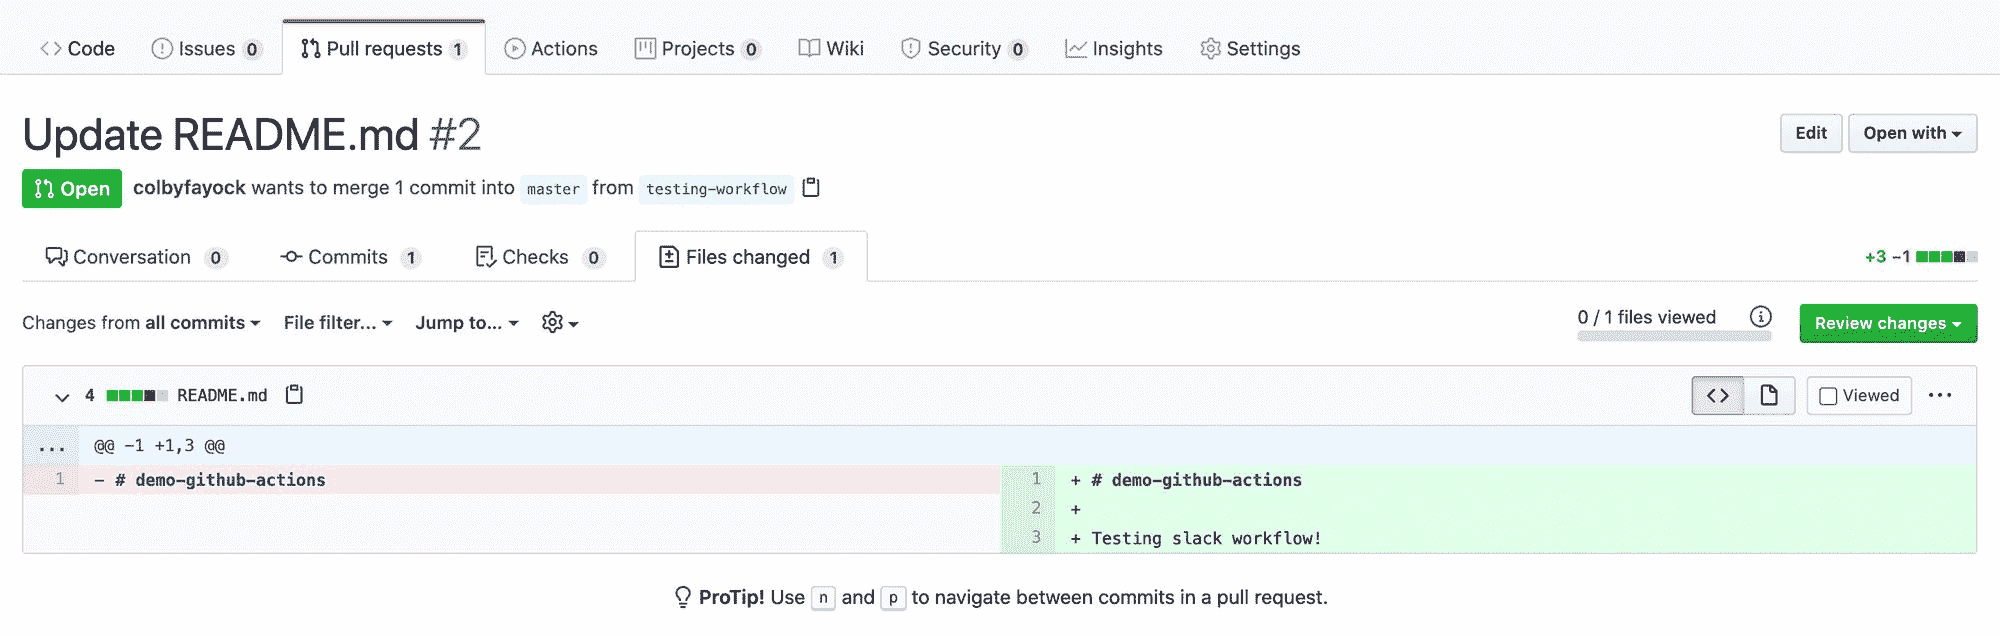 Code Issues 0 Pull requests 1 Actions Projects 0 Wiki Security 0 Insights Settings
Update README.md #2
Edit Open with
Open colbyfayock wants to merge 1 commit into master from testing-workflow
Conversation 0 Commits 1 Checks 0 Files changed 1 +3 −1
Changes from all commits File filter... Jump to... 0 / 1 files viewed Review changes
4 README.md <> Viewed ...
... @@ -1 +1,3 @@
1 - # demo-github-actions 1 + # demo-github-actions
2 +
3 + Testing slack workflow!
ProTip! Use n and p to navigate between commits in a pull request.